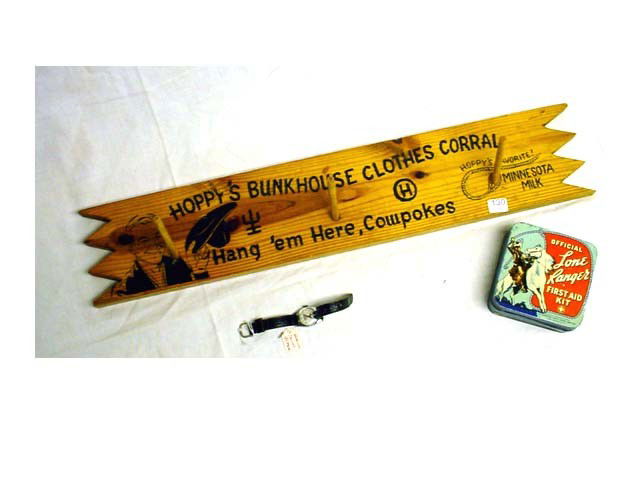 HOPPY'S BUNKHOUSE CLOTHES CORRAL
Hang 'em Here, Cowpokes
H
HOPPY'S FAVORITE!
MINNESOTA
MILK
OFFICIAL
Lone
Ranger
FIRST AID
KIT